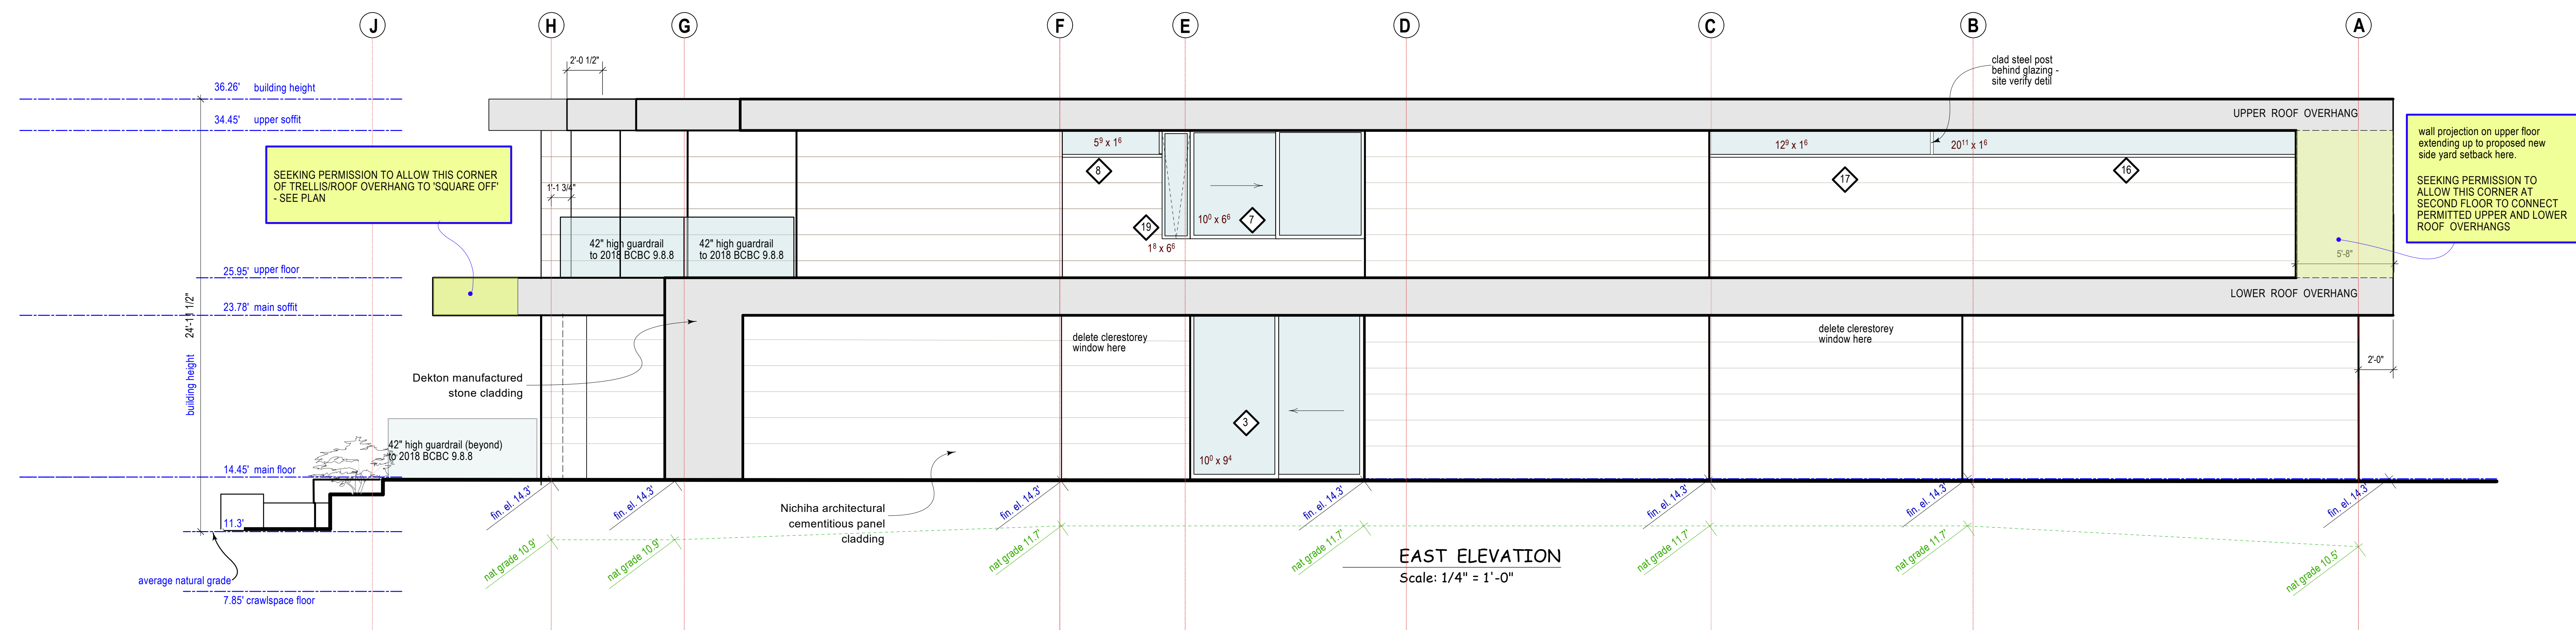 J H G F E D C B A
2'-0 1/2"
clad steel post
behind glazing -
site verify detil
36.26' building height
34.45' upper soffit
UPPER ROOF OVERHANG
SEEKING PERMISSION TO ALLOW THIS CORNER
OF TRELLIS/ROOF OVERHANG TO 'SQUARE OFF'
- SEE PLAN
wall projection on upper floor
extending up to proposed new
side yard setback here.
SEEKING PERMISSION TO
ALLOW THIS CORNER AT
SECOND FLOOR TO CONNECT
PERMITTED UPPER AND LOWER
ROOF OVERHANGS
5⁹ x 1⁶
12⁹ x 1⁶
20¹¹ x 1⁶
8
17
16
1'-1 3/4"
10⁰ x 6⁶
7
19
1⁸ x 6⁶
42" high guardrail
to 2018 BCBC 9.8.8
42" high guardrail
to 2018 BCBC 9.8.8
5'-8"
25.95' upper floor
23.78' main soffit
LOWER ROOF OVERHANG
24'-11 1/2"
building height
delete clerestorey
window here
delete clerestorey
window here
2'-0"
Dekton manufactured
stone cladding
3
42" high guardrail (beyond)
to 2018 BCBC 9.8.8
10⁰ x 9⁴
14.45' main floor
fin. el. 14.3'
fin. el. 14.3'
fin. el. 14.3'
fin. el. 14.3'
fin. el. 14.3'
fin. el. 14.3'
fin. el. 14.3'
Nichiha architectural
cementitious panel
cladding
11.3'
nat grade 10.9'
nat grade 10.9'
nat grade 11.7'
nat grade 11.7'
nat grade 11.7'
nat grade 11.7'
nat grade 10.5'
EAST ELEVATION
Scale: 1/4" = 1'-0"
average natural grade
7.85' crawlspace floor